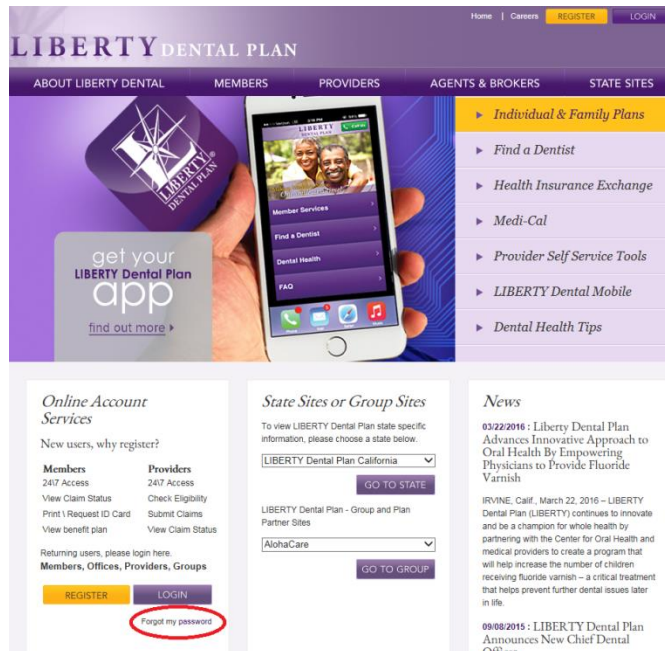 Home | Careers REGISTER LOGIN
LIBERTY DENTAL PLAN
ABOUT LIBERTY DENTAL MEMBERS PROVIDERS AGENTS & BROKERS STATE SITES
LIBERTY
DENTAL PLAN
get your
LIBERTY Dental Plan
app
find out more
LIBERTY
DENTAL PLAN
Member Services
Find a Dentist
Dental Health
FAQ
Individual & Family Plans
Find a Dentist
Health Insurance Exchange
Medi-Cal
Provider Self Service Tools
LIBERTY Dental Mobile
Dental Health Tips
Online Account
Services
New users, why register?
Members Providers
24\7 Access 24\7 Access
View Claim Status Check Eligibility
Print \ Request ID Card Submit Claims
View benefit plan View Claim Status
Returning users, please login here.
Members, Offices, Providers, Groups
REGISTER LOGIN
Forgot my password
State Sites or Group Sites
To view LIBERTY Dental Plan state specific
information, please choose a state below.
LIBERTY Dental Plan California
GO TO STATE
LIBERTY Dental Plan - Group and Plan
Partner Sites
AlohaCare
GO TO GROUP
News
03/22/2016 : Liberty Dental Plan
Advances Innovative Approach to
Oral Health By Empowering
Physicians to Provide Fluoride
Varnish
IRVINE, Calif., March 22, 2016 – LIBERTY
Dental Plan (LIBERTY) continues to innovate
and be a champion for whole health by
partnering with the Center for Oral Health and
medical providers to create a program that
will help increase the number of children
receiving fluoride varnish – a critical treatment
that helps prevent further dental issues later
in life.
09/08/2015 : LIBERTY Dental Plan
Announces New Chief Dental